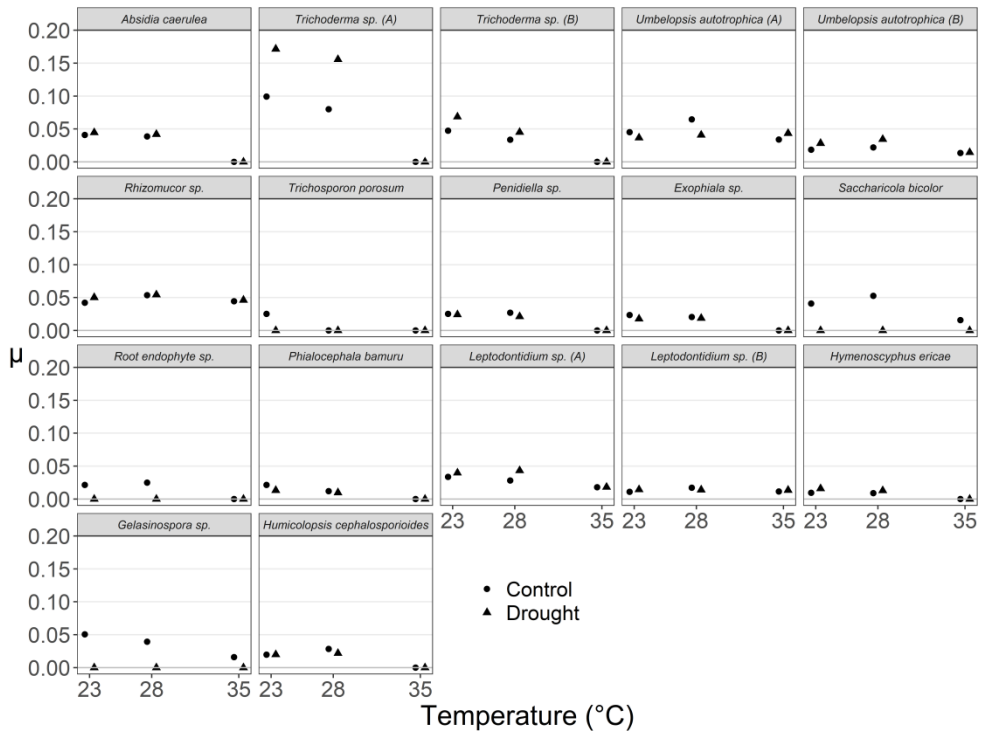 Absidia caerulea Trichoderma sp. (A) Trichoderma sp. (B) Umbelopsis autotrophica (A) Umbelopsis autotrophica (B)
0.20
0.15
0.10
0.05
0.00
Rhizomucor sp. Trichosporon porosum Penidiella sp. Exophiala sp. Saccharicola bicolor
0.20
0.15
0.10
0.05
0.00
μ
Root endophyte sp. Phialocephala bamuru Leptodontidium sp. (A) Leptodontidium sp. (B) Hymenoscyphus ericae
0.20
0.15
0.10
0.05
0.00
23 28 35 23 28 35 23 28 35
Gelasinospora sp. Humicolopsis cephalosporioides
0.20
0.15
0.10
0.05
0.00
23 28 35 23 28 35
Control
Drought
Temperature (°C)